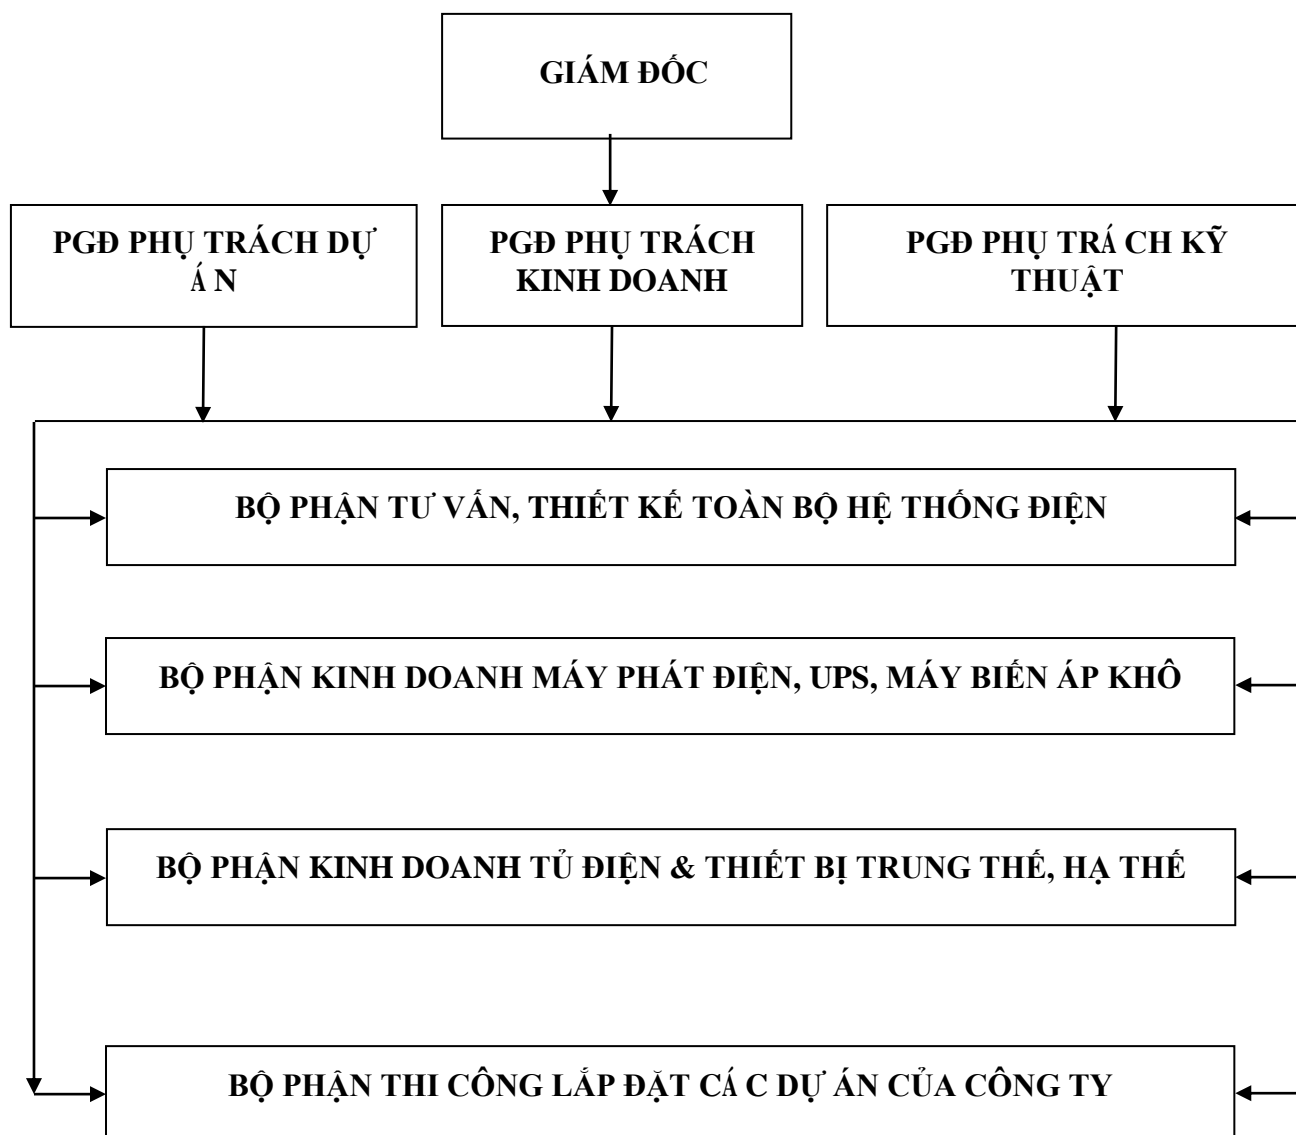 GIÁM ĐỐC
PGĐ PHỤ TRÁCH DỰ
Á N
PGĐ PHỤ TRÁCH
KINH DOANH
PGĐ PHỤ TRÁ CH KỸ
THUẬT
BỘ PHẬN TƯ VẤN, THIẾT KẾ TOÀN BỘ HỆ THỐNG ĐIỆN
BỘ PHẬN KINH DOANH MÁY PHÁT ĐIỆN, UPS, MÁY BIẾN ÁP KHÔ
BỘ PHẬN KINH DOANH TỦ ĐIỆN & THIẾT BỊ TRUNG THẾ, HẠ THẾ
BỘ PHẬN THI CÔNG LẮP ĐẶT CÁ C DỰ ÁN CỦA CÔNG TY